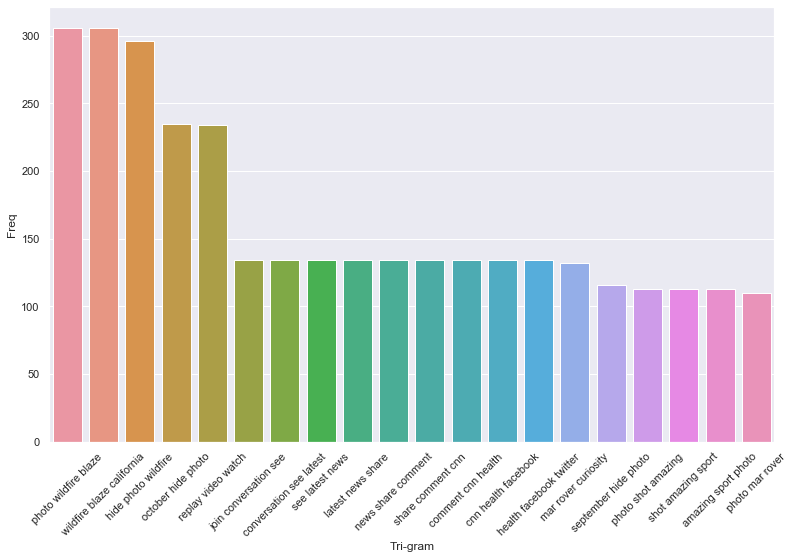 300
250
200
150
100
50
0
Freq
photo wildfire blaze
wildfire blaze california
hide photo wildfire
october hide photo
replay video watch
join conversation see
conversation see latest
see latest news
latest news share
news share comment
share comment cnn
comment cnn health
cnn health facebook
health facebook twitter
mar rover curiosity
september hide photo
photo shot amazing
shot amazing sport
amazing sport photo
photo mar rover
Tri-gram